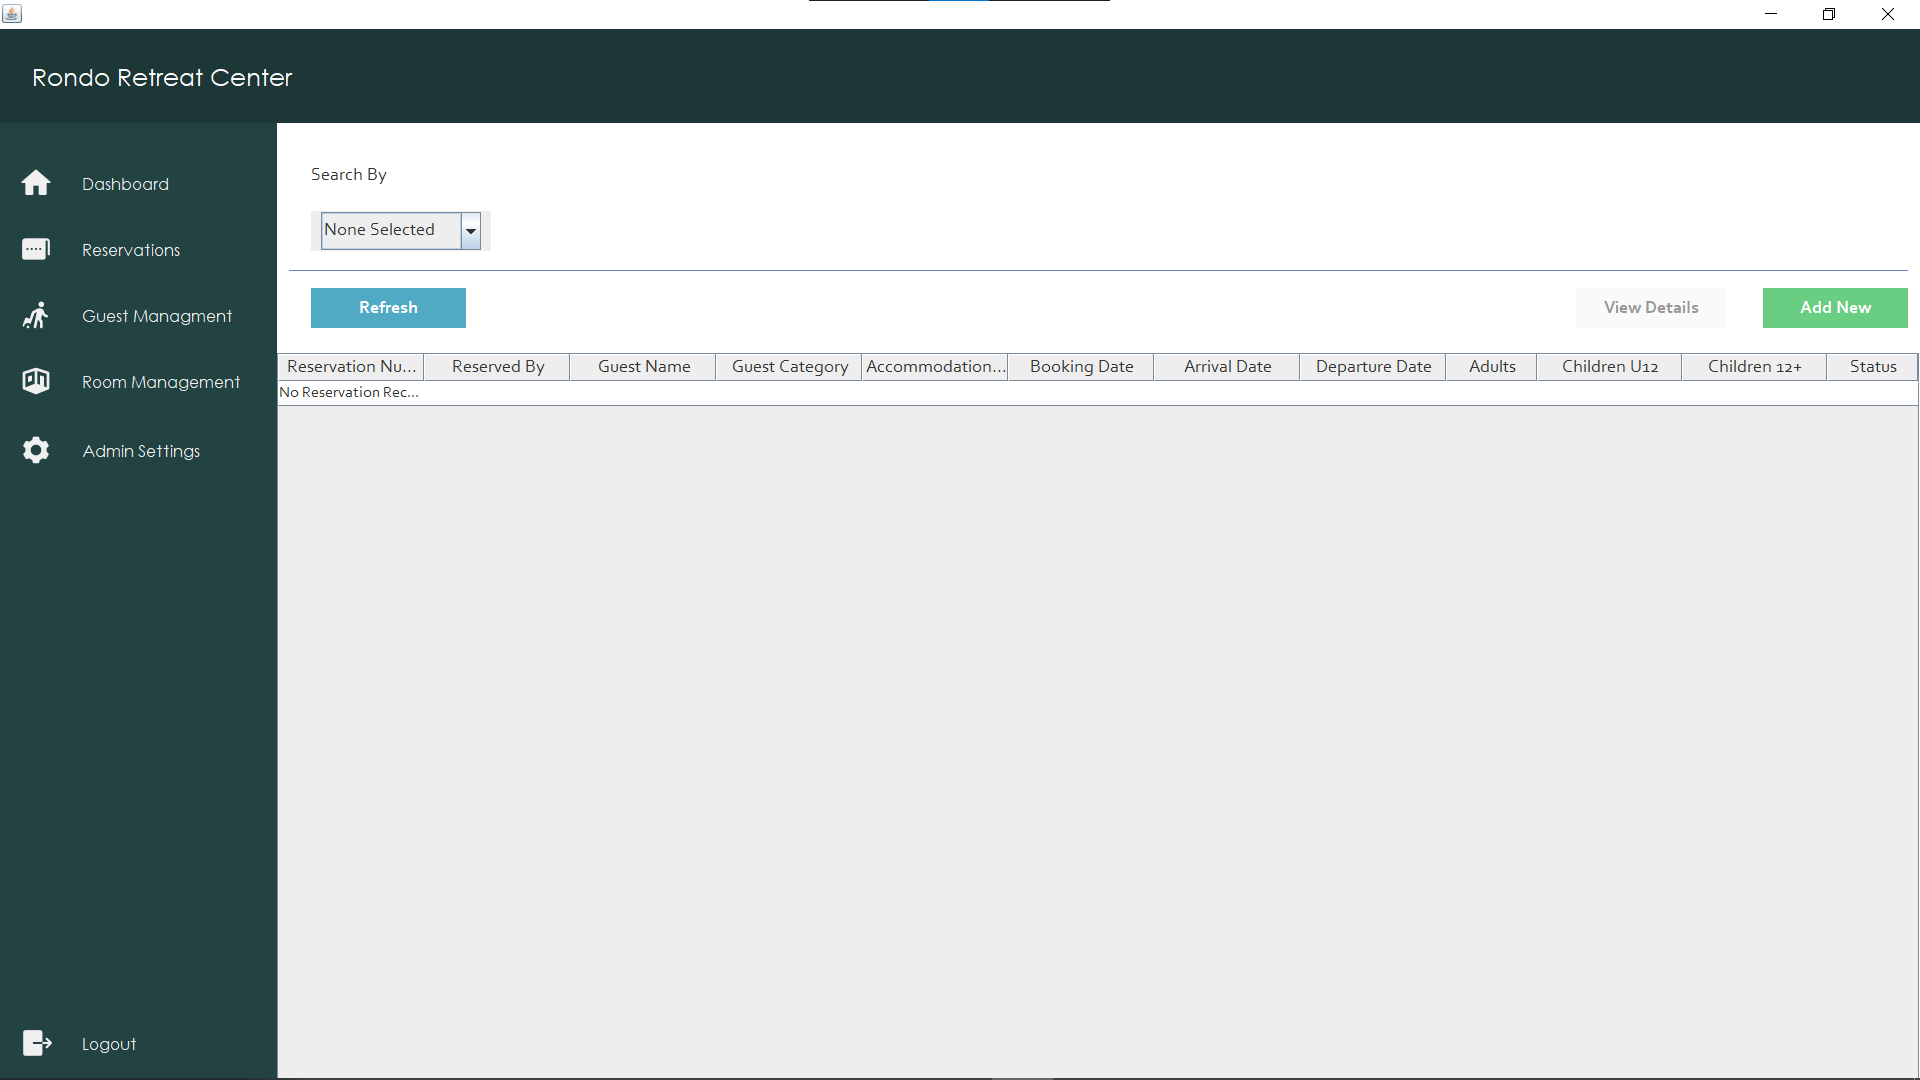 Rondo Retreat Center
Dashboard
Reservations
Guest Managment
Room Management
Admin Settings
Logout
Search By
None Selected
Refresh
View Details
Add New
Reservation Nu... Reserved By Guest Name Guest Category Accommodation... Booking Date Arrival Date Departure Date Adults Children U12 Children 12+ Status
No Reservation Rec...